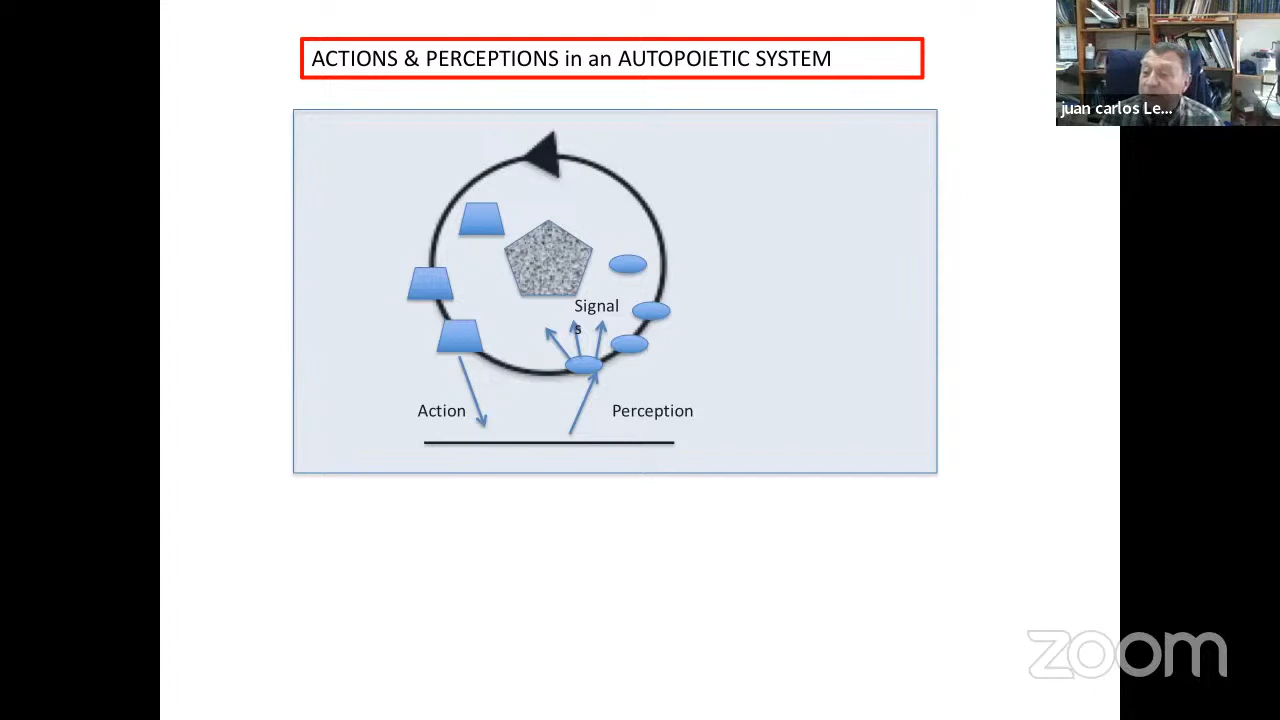 ACTIONS & PERCEPTIONS in an AUTOPOIETIC SYSTEM
juan carlos Le...
Signal
s
Action
Perception
zoom